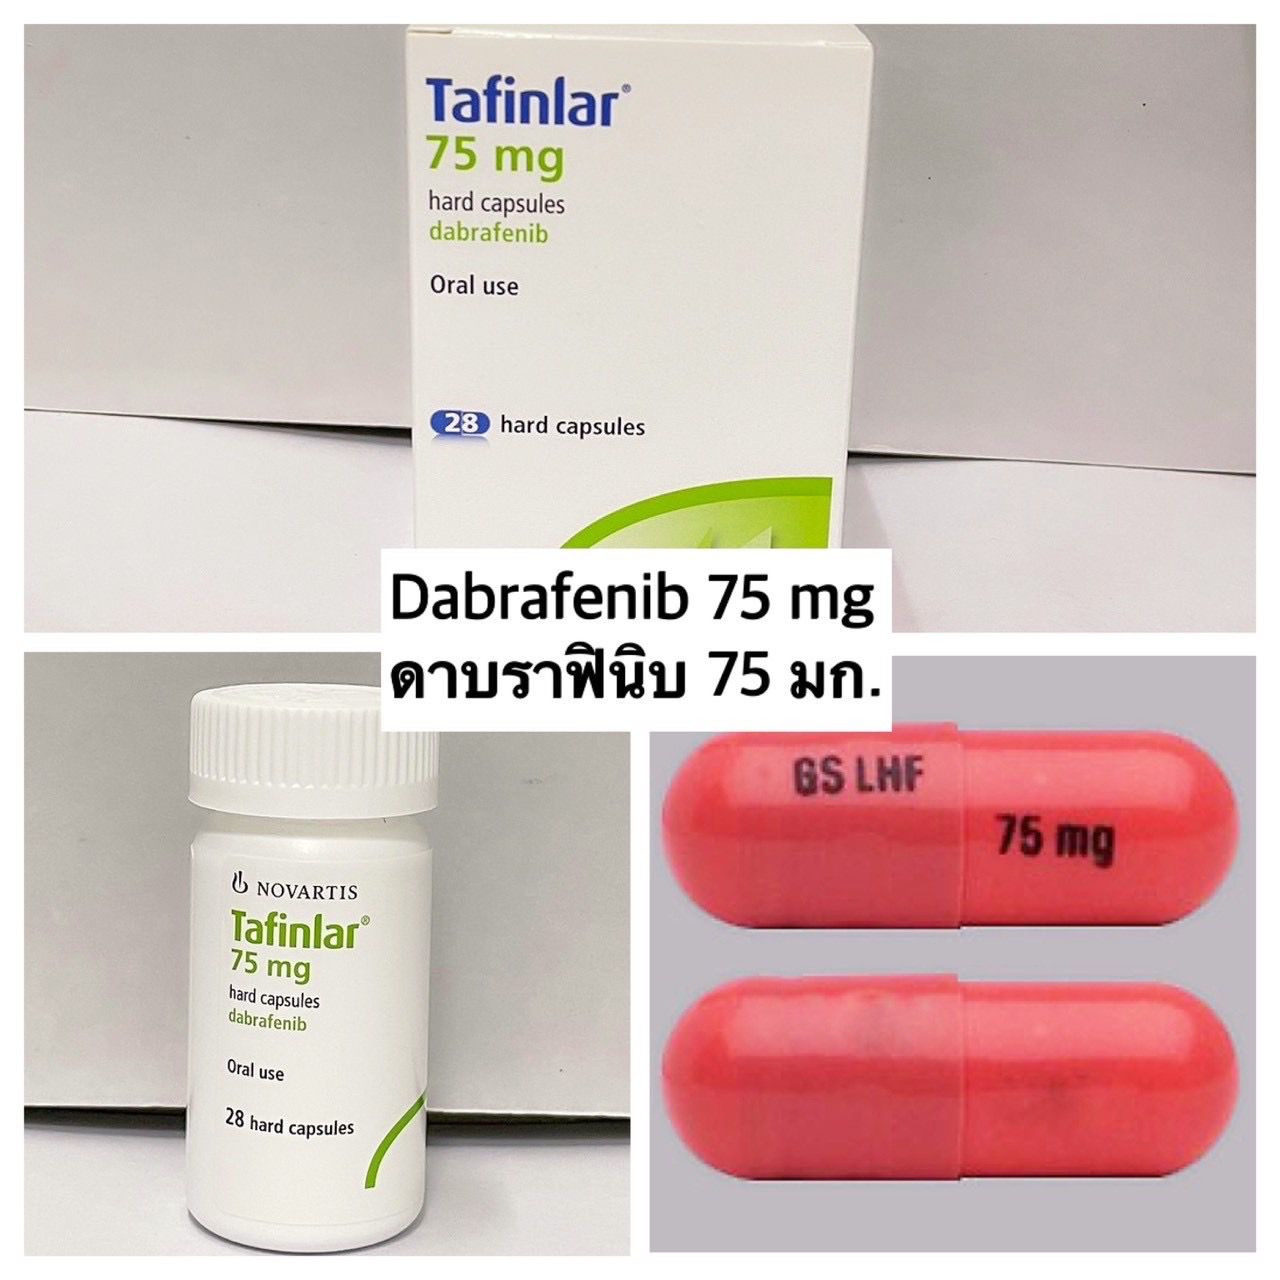 Tafinlar®
75 mg
hard capsules
dabrafenib
Oral use
28 hard capsules
Dabrafenib 75 mg
ดาบราฟินิบ 75 มก.
NOVARTIS
Tafinlar®
75 mg
hard capsules
dabrafenib
Oral use
28 hard capsules
GS LHF
75 mg